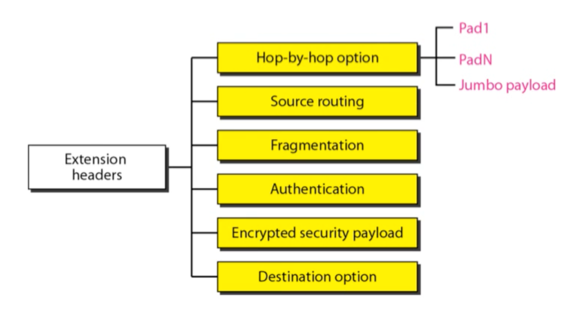 Pad1
Hop-by-hop option
PadN
Jumbo payload
Source routing
Fragmentation
Extension
headers
Authentication
Encrypted security payload
Destination option